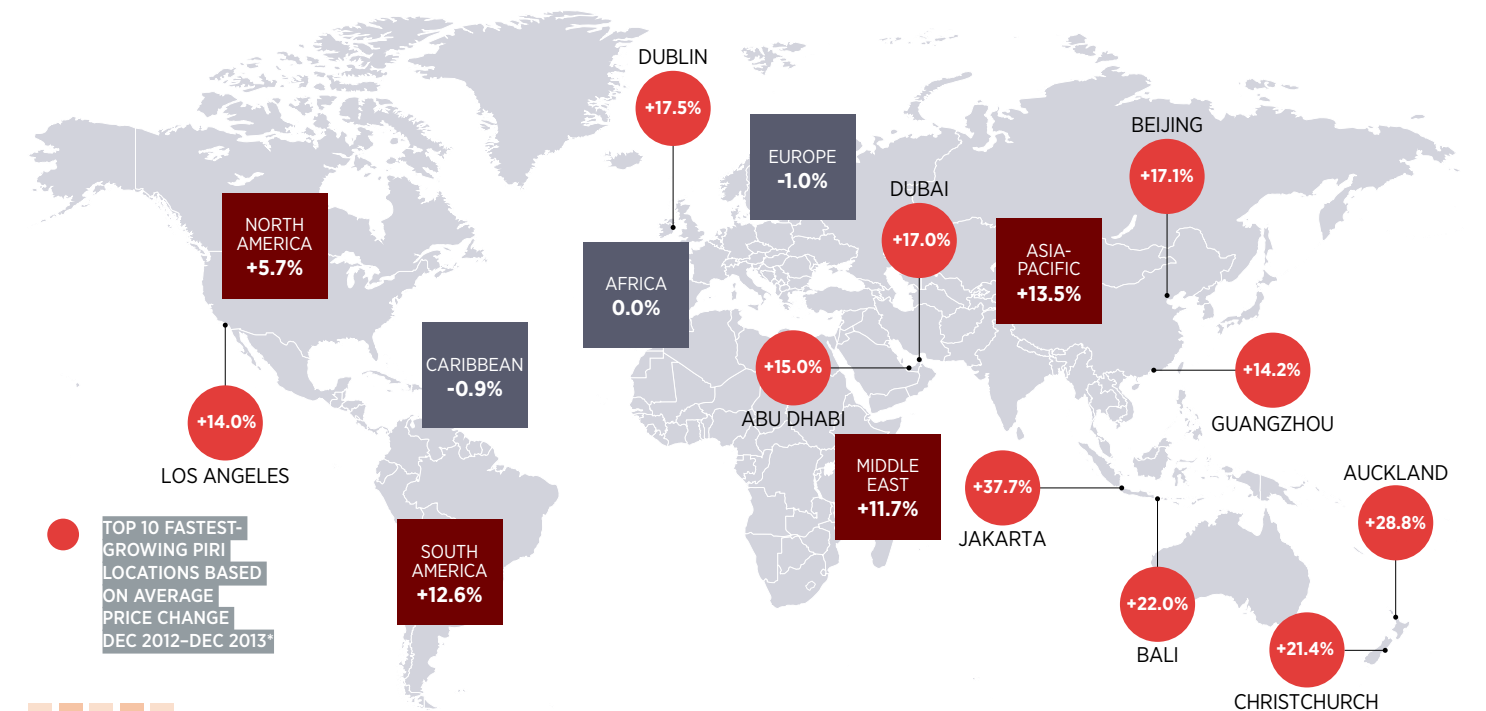 DUBLIN
+17.5%
BEIJING
+17.1%
EUROPE
-1.0%
DUBAI
+17.0%
NORTH
AMERICA
+5.7%
ASIA-
PACIFIC
+13.5%
AFRICA
0.0%
CARIBBEAN
-0.9%
+15.0%
ABU DHABI
+14.2%
GUANGZHOU
+14.0%
LOS ANGELES
MIDDLE
EAST
+11.7%
+37.7%
JAKARTA
AUCKLAND
+28.8%
TOP 10 FASTEST-
GROWING PIRI
LOCATIONS BASED
ON AVERAGE
PRICE CHANGE
DEC 2012–DEC 2013*
SOUTH
AMERICA
+12.6%
+22.0%
BALI
+21.4%
CHRISTCHURCH